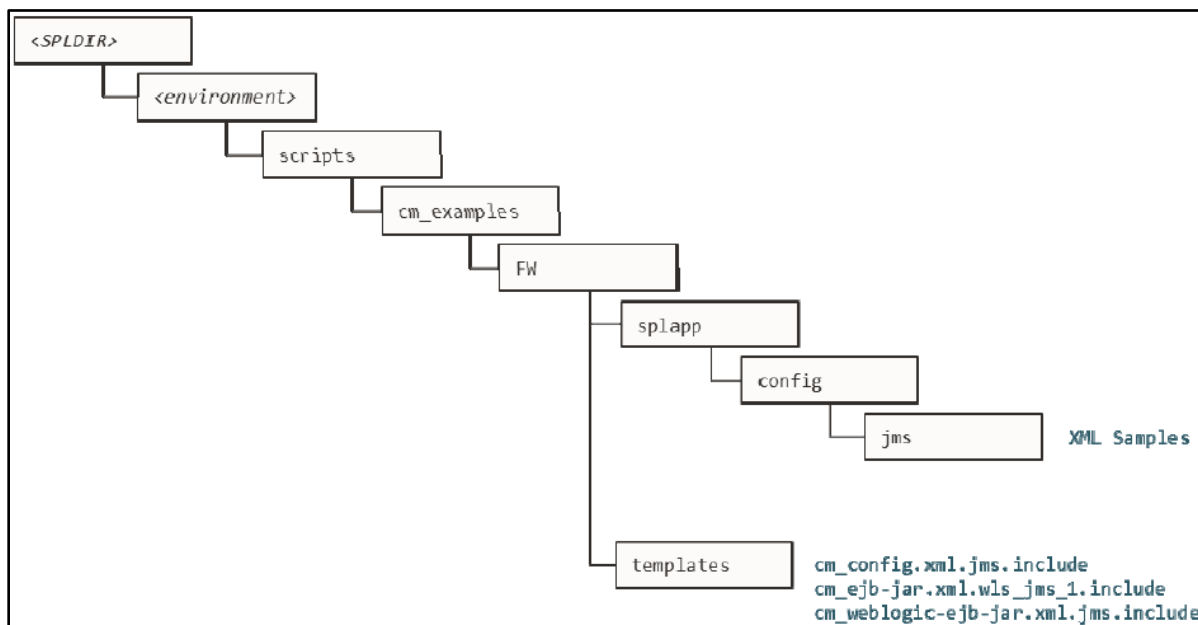 <SPLDIR>
<environment>
scripts
cm_examples
FW
splapp
config
jms XML Samples
templates cm_config.xml.jms.include
cm_ejb-jar.xml.wls_jms_1.include
cm_weblogic-ejb-jar.xml.jms.include